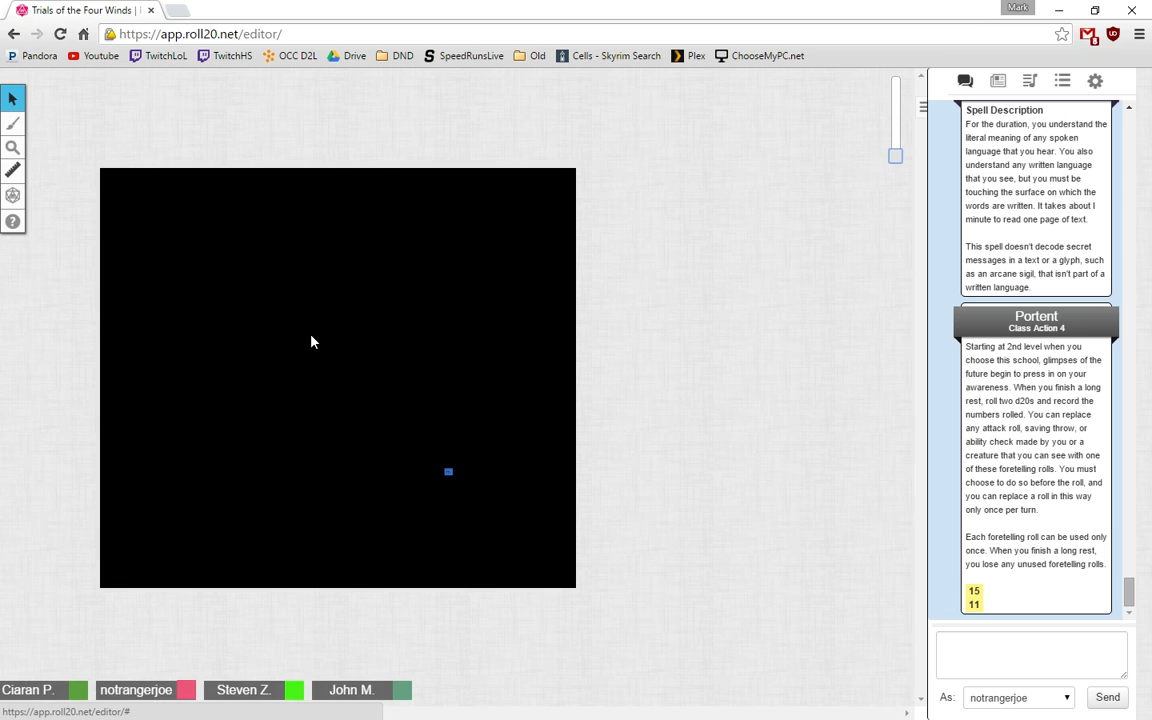 Trials of the Four Winds |
Mark
https://app.roll20.net/editor/
Pandora
Youtube
TwitchLoL
TwitchHS
OCC D2L
Drive
DND
SpeedRunsLive
Old
Cells - Skyrim Search
Plex
ChooseMyPC.net
Spell Description
For the duration, you understand the
literal meaning of any spoken
language that you hear. You also
understand any written language
that you see, but you must be
touching the surface on which the
words are written. It takes about I
minute to read one page of text.
This spell doesn't decode secret
messages in a text or a glyph, such
as an arcane sigil, that isn't part of a
written language.
Portent
Class Action 4
Starting at 2nd level when you
choose this school, glimpses of the
future begin to press in on your
awareness. When you finish a long
rest, roll two d20s and record the
numbers rolled. You can replace
any attack roll, saving throw, or
ability check made by you or a
creature that you can see with one
of these foretelling rolls. You must
choose to do so before the roll, and
you can replace a roll in this way
only once per turn.
Each foretelling roll can be used only
once. When you finish a long rest,
you lose any unused foretelling rolls.
15
11
Ciaran P.
notrangerjoe
Steven Z.
John M.
As:
notrangerjoe
Send
https://app.roll20.net/editor/#